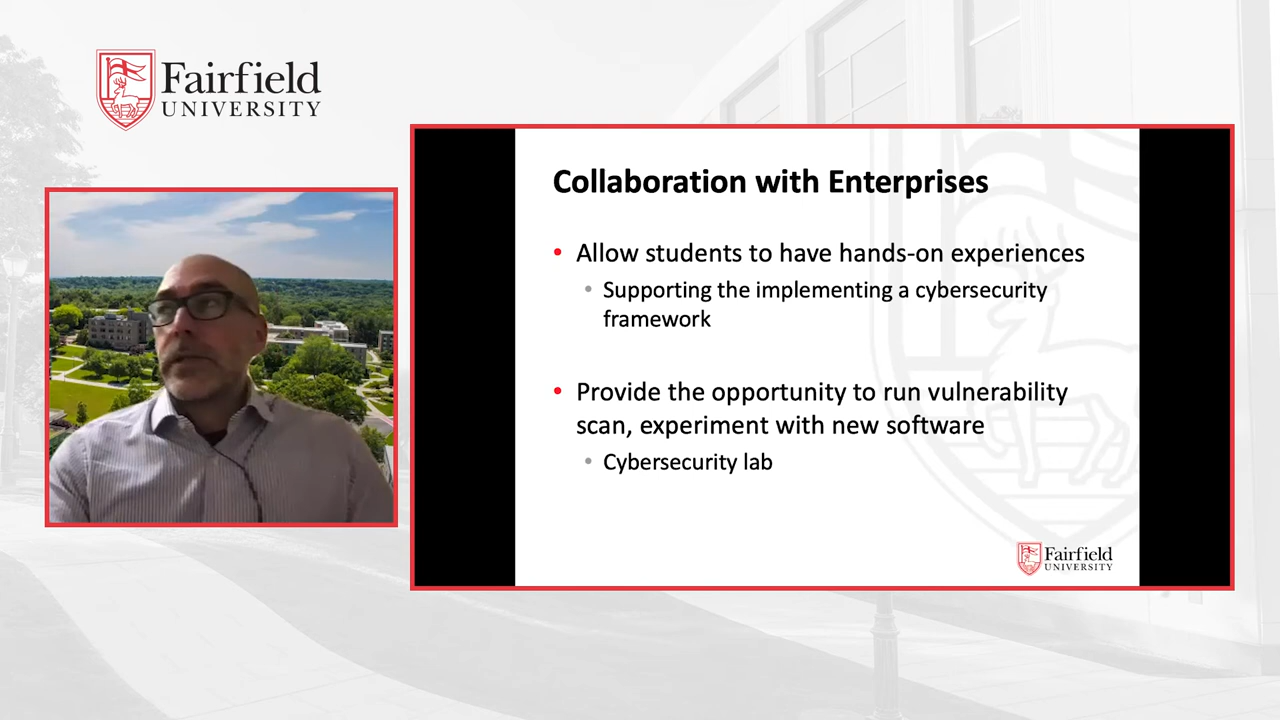 Fairfield
UNIVERSITY
Collaboration with Enterprises
• Allow students to have hands-on experiences
• Supporting the implementing a cybersecurity
framework
• Provide the opportunity to run vulnerability
scan, experiment with new software
• Cybersecurity lab
Fairfield
UNIVERSITY